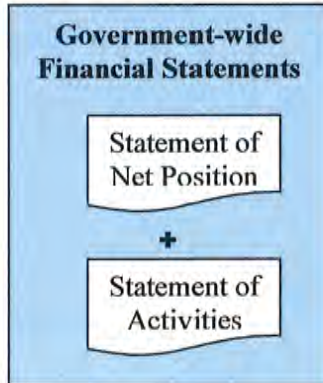 Government-wide
Financial Statements
Statement of
Net Position
+
Statement of
Activities